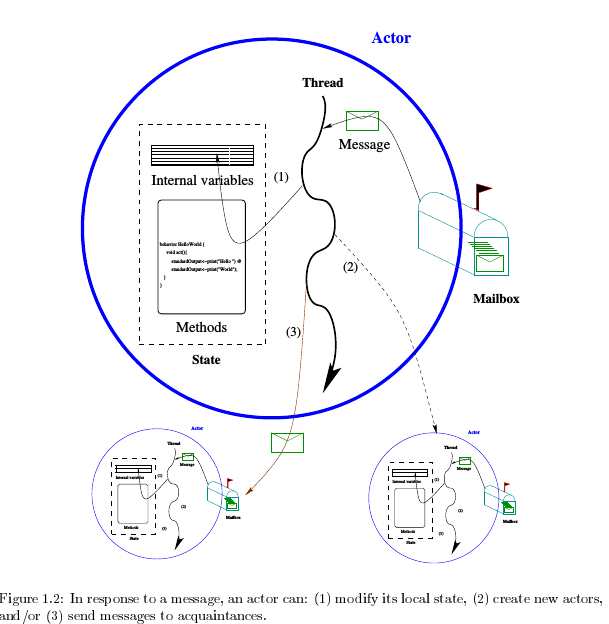 Actor
Thread
Message
Internal variables
(1)
behavior HelloWorld {
void act(){
standardOutput<-print("Hello ") @
standardOutput<-print("World");
}
}
(2)
Mailbox
Methods
(3)
State
Actor
Thread
Message
Internal variables
(1)
(2)
Mailbox
Methods
(3)
State
Actor
Thread
Message
Internal variables
(1)
(2)
Mailbox
Methods
(3)
State
Figure 1.2: In response to a message, an actor can: (1) modify its local state, (2) create new actors,
and/or (3) send messages to acquaintances.